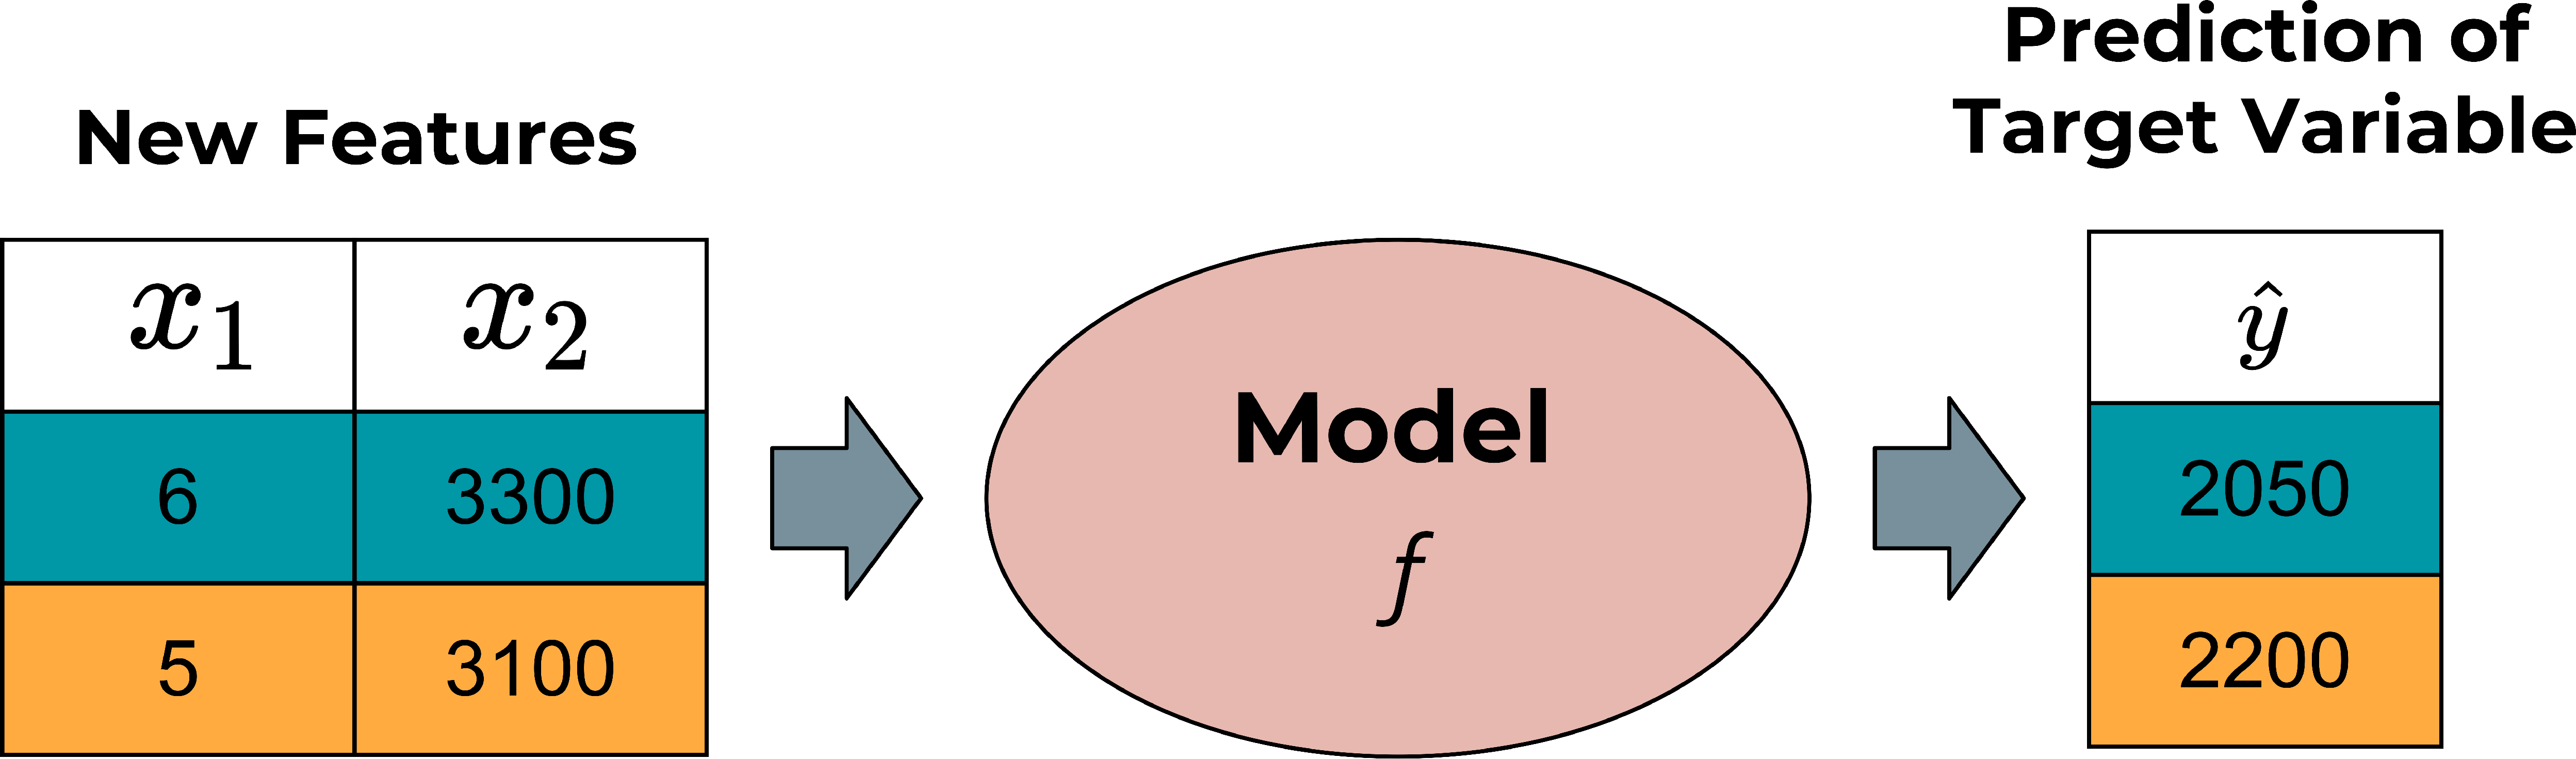 New Features
x₁ x₂
6 3300
5 3100
Model
f
Prediction of
Target Variable
ŷ
2050
2200